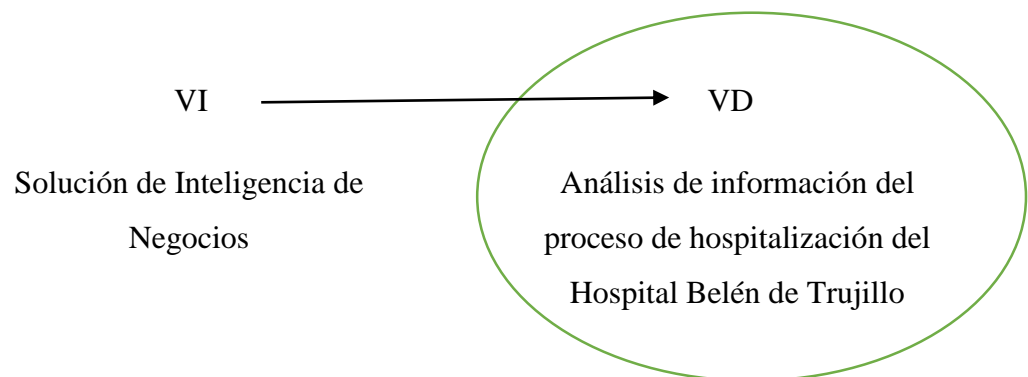 VI
VD
Solución de Inteligencia de
Negocios
Análisis de información del
proceso de hospitalización del
Hospital Belén de Trujillo